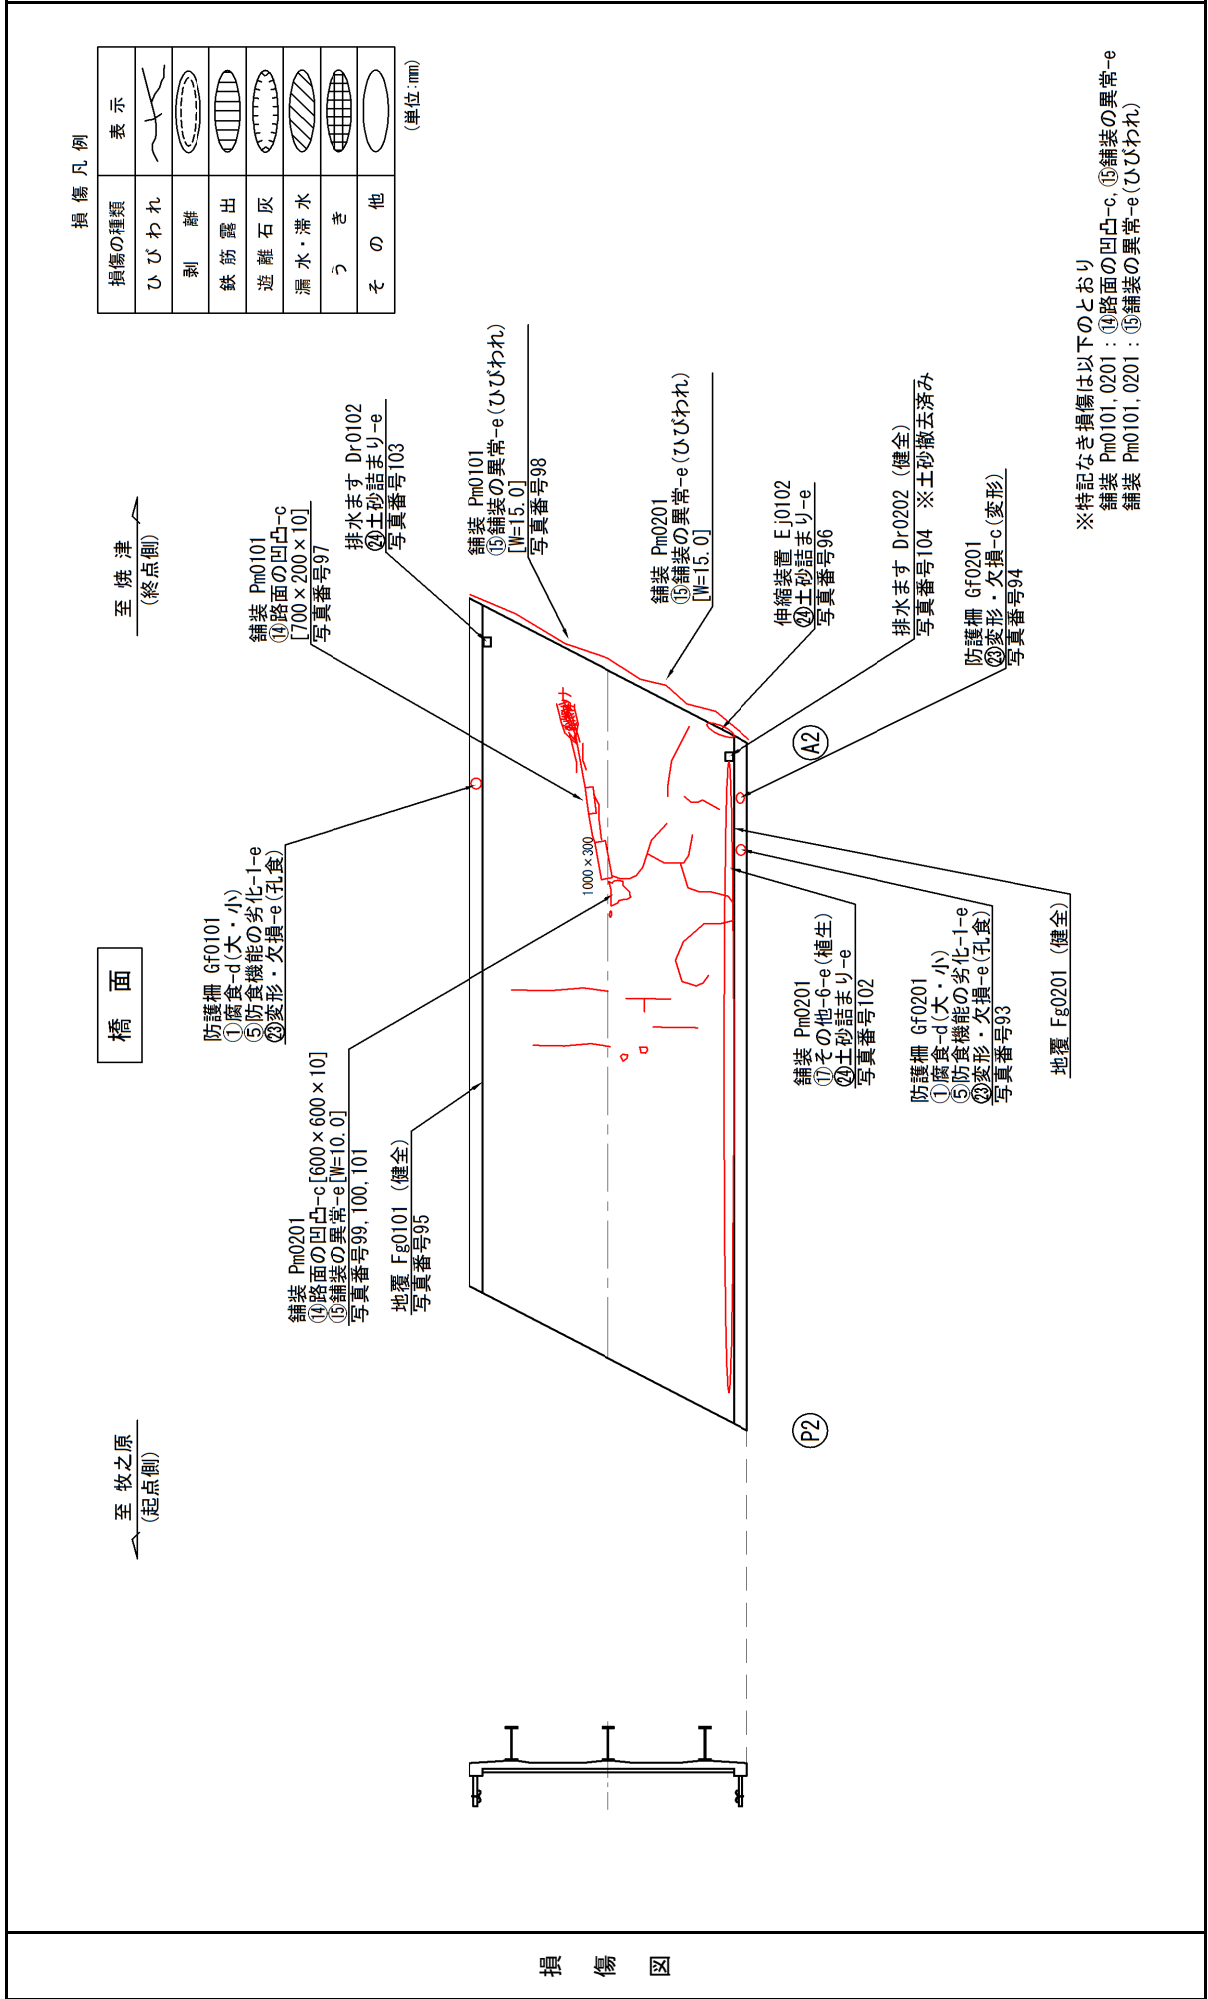 損傷図
橋 面
至 牧之原
(起点側)
至 焼 津
(終点側)
損 傷 凡 例
損傷の種類 表 示
ひ び わ れ
剥 離
鉄 筋 露 出
遊 離 石 灰
漏 水・滞 水
う き
そ の 他
(単位:mm)
防護柵 Gf0101
①腐食-d(大・小)
⑤防食機能の劣化-1-e
㉓変形・欠損-e(孔食)
舗装 Pm0101
⑭路面の凹凸-c
[700×200×10]
写真番号97
排水ます Dr0102
㉔土砂詰まり-e
写真番号103
舗装 Pm0101
⑮舗装の異常-e(ひびわれ)
[W=15.0]
写真番号98
舗装 Pm0201
⑭路面の凹凸-c[600×600×10]
⑮舗装の異常-e[W=10.0]
写真番号99,100,101
地覆 Fg0101 (健全)
写真番号95
1000×300
舗装 Pm0201
⑮舗装の異常-e(ひびわれ)
[W=15.0]
伸縮装置 Ej0102
㉔土砂詰まり-e
写真番号96
P2
A2
舗装 Pm0201
⑰その他-6-e(植生)
㉔土砂詰まり-e
写真番号102
排水ます Dr0202 (健全)
写真番号104 ※土砂撤去済み
防護柵 Gf0201
①腐食-d(大・小)
⑤防食機能の劣化-1-e
㉓変形・欠損-e(孔食)
写真番号93
防護柵 Gf0201
㉓変形・欠損-c(変形)
写真番号94
地覆 Fg0201 (健全)
※特記なき損傷は以下のとおり
舗装 Pm0101,0201 : ⑭路面の凹凸-c,⑮舗装の異常-e
舗装 Pm0101,0201 : ⑮舗装の異常-e(ひびわれ)